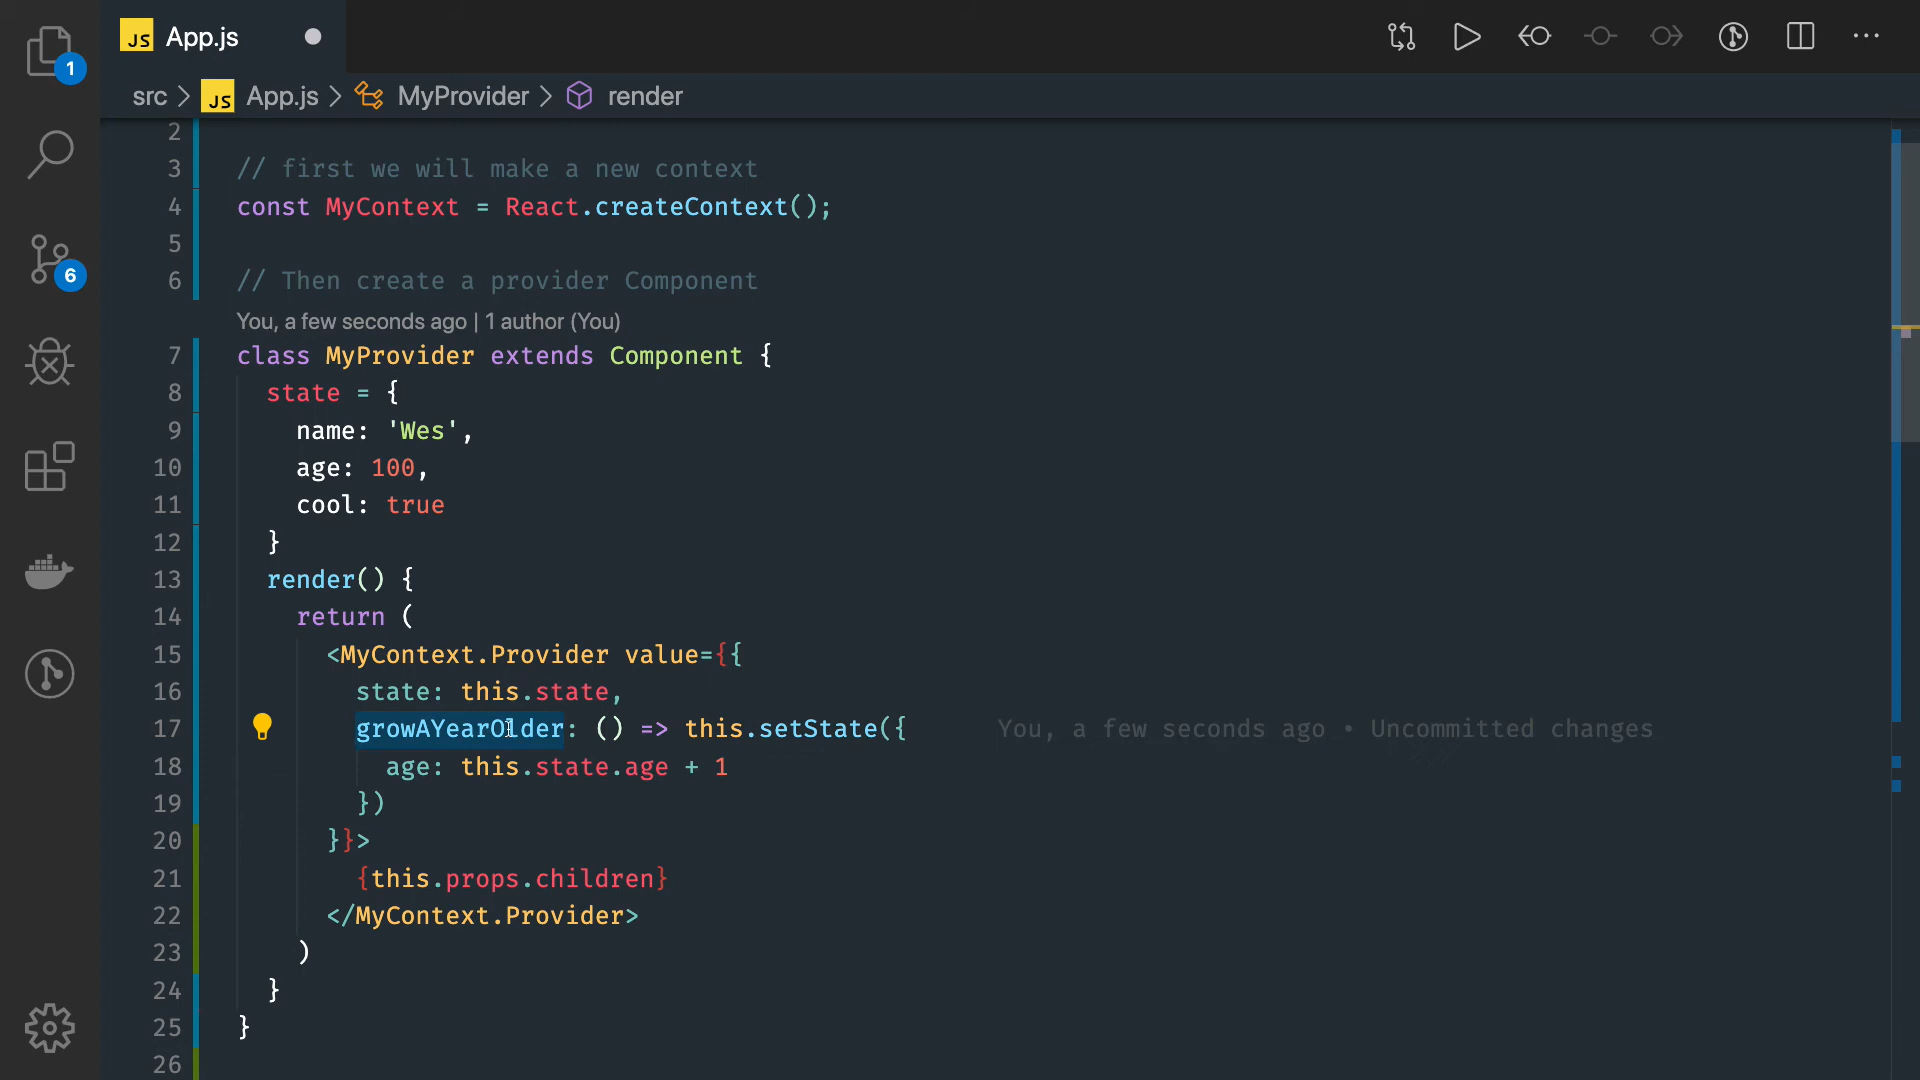 JS App.js
1
src > JS App.js > MyProvider > render
2
3 // first we will make a new context
4 const MyContext = React.createContext();
5
6 // Then create a provider Component
You, a few seconds ago | 1 author (You)
7 class MyProvider extends Component {
8 state = {
9 name: 'Wes',
10 age: 100,
11 cool: true
12 }
13 render() {
14 return (
15 <MyContext.Provider value={{
16 state: this.state,
17 growAYearOlder: () => this.setState({ You, a few seconds ago • Uncommitted changes
18 age: this.state.age + 1
19 })
20 }}>
21 {this.props.children}
22 </MyContext.Provider>
23 )
24 }
25 }
26
6